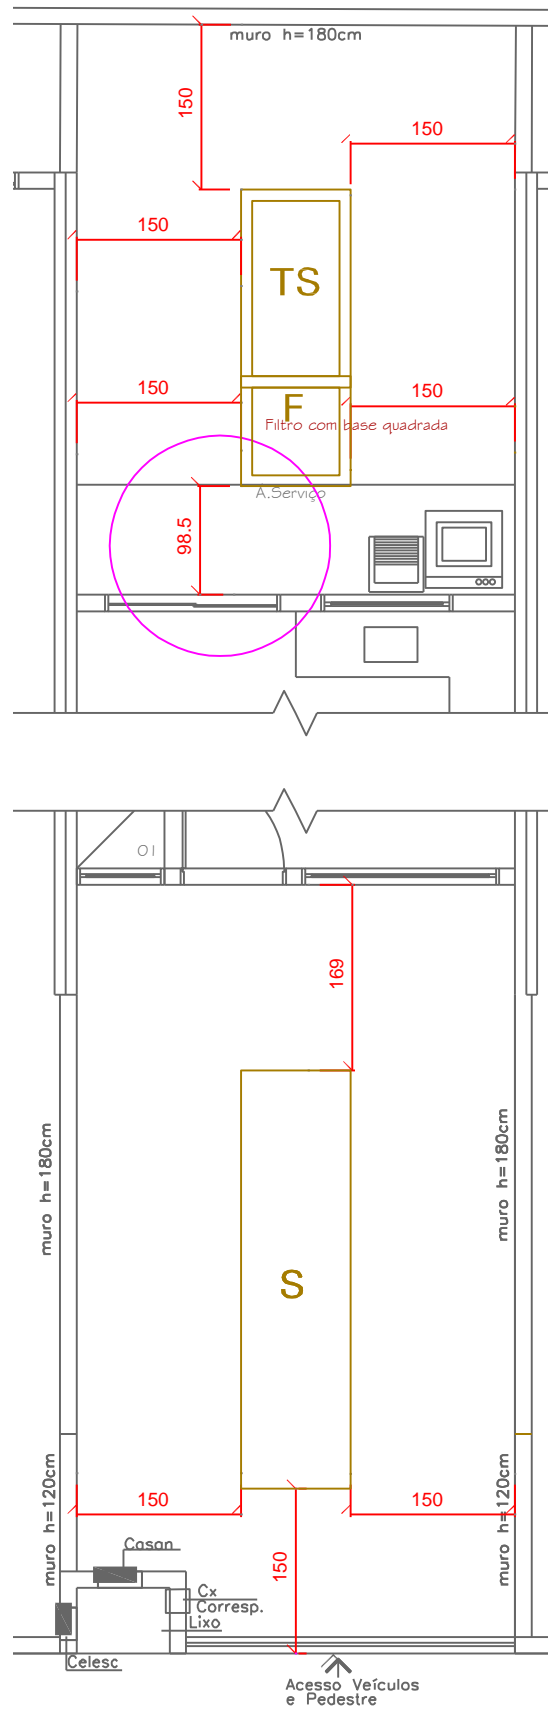 muro h=180cm
150
150
150
TS
150
F
150
Filtro com base quadrada
A.Serviço
98.5
01
169
muro h=180cm
muro h=180cm
S
muro h=120cm
muro h=120cm
150
150
150
Casan
Cx
Corresp.
Lixo
Celesc
Acesso Veículos
e Pedestre